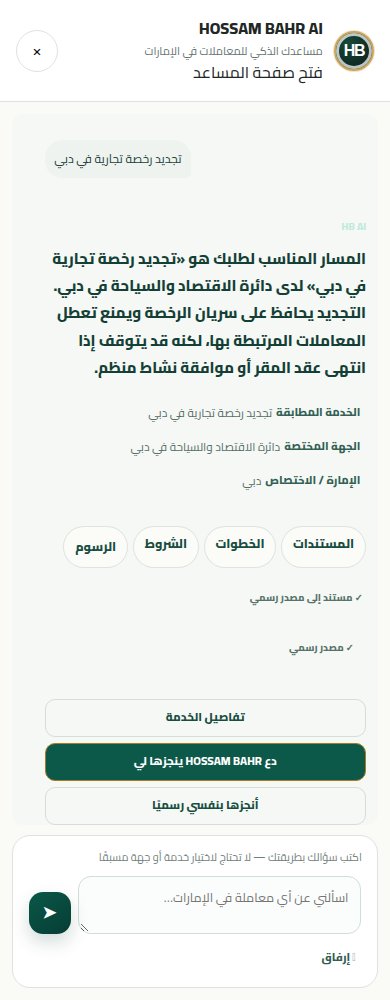 HB
HOSSAM BAHR AI
مساعدك الذكي للمعاملات في الإمارات
فتح صفحة المساعد
×
تجديد رخصة تجارية في دبي
HB AI
المسار المناسب لطلبك هو «تجديد رخصة تجارية
في دبي» لدى دائرة الاقتصاد والسياحة في دبي.
التجديد يحافظ على سريان الرخصة ويمنع تعطل
المعاملات المرتبطة بها، لكنه قد يتوقف إذا
انتهى عقد المقر أو موافقة نشاط منظم.
الخدمة المطابقة تجديد رخصة تجارية في دبي
الجهة المختصة دائرة الاقتصاد والسياحة في دبي
الإمارة / الاختصاص دبي
المستندات الخطوات الشروط الرسوم
✓ مستند إلى مصدر رسمي
✓ مصدر رسمي
تفاصيل الخدمة
دع HOSSAM BAHR ينجزها لي
أنجزها بنفسي رسميًا
اكتب سؤالك بطريقتك — لا تحتاج لاختيار خدمة أو جهة مسبقًا
اسألني عن أي معاملة في الإمارات...
إرفاق